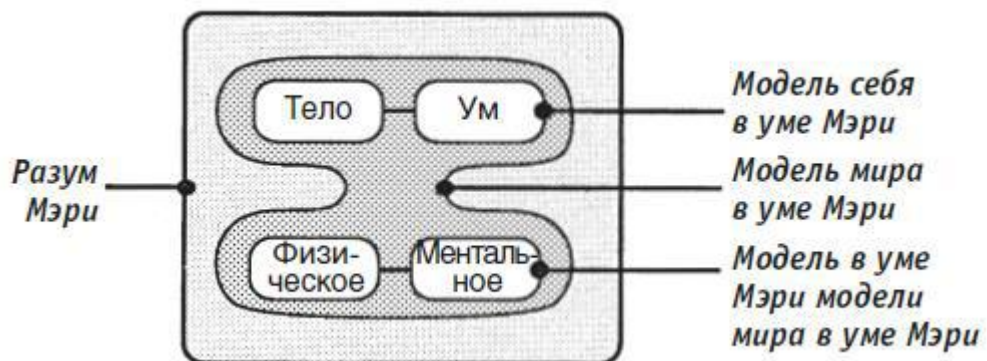 Разум
Мэри
Тело
Ум
Физи-
ческое
Менталь-
ное
Модель себя
в уме Мэри
Модель мира
в уме Мэри
Модель в уме
Мэри модели
мира в уме Мэри